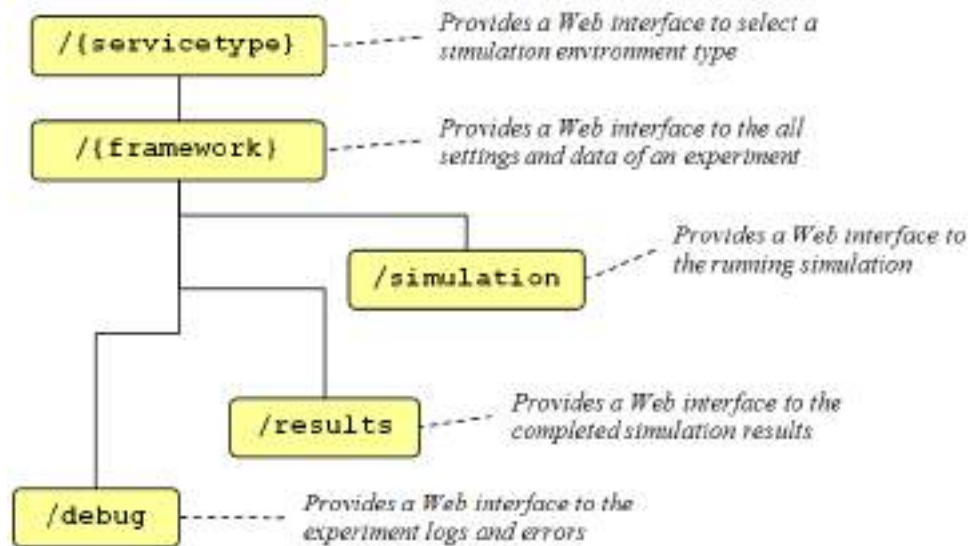 /{servicetype}
Provides a Web interface to select a
simulation environment type
/{framework}
Provides a Web interface to the all
settings and data of an experiment
/simulation
Provides a Web interface to
the running simulation
/results
Provides a Web interface to the
completed simulation results
/debug
Provides a Web interface to the
experiment logs and errors